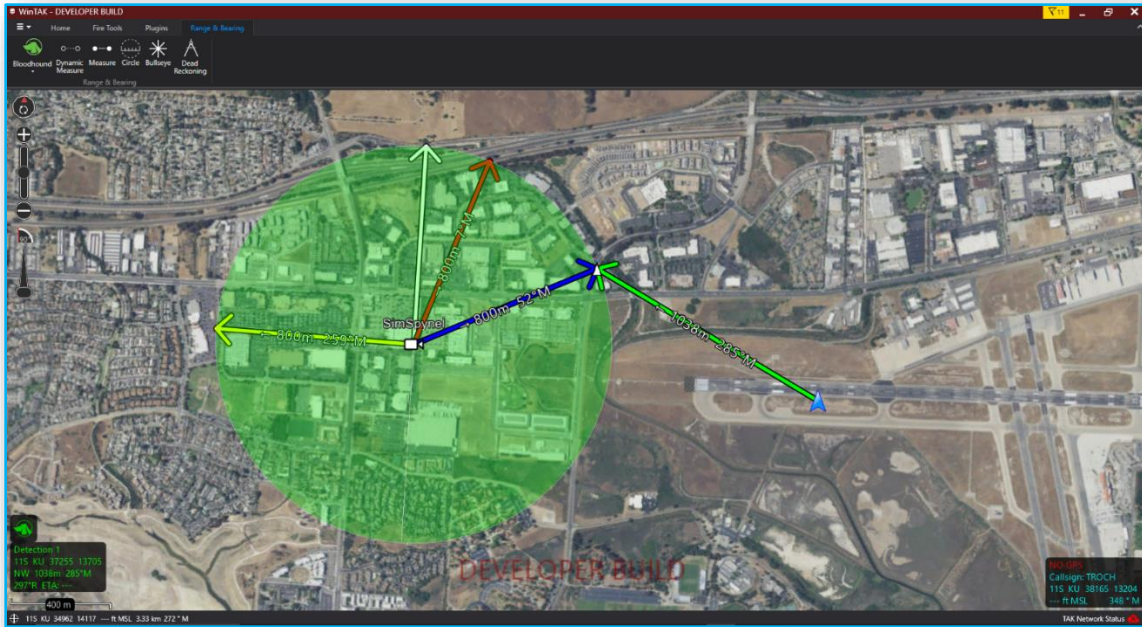 WinTAK - DEVELOPER BUILD
11
Home Fire Tools Plugins Range & Bearing
Bloodhound Dynamic Measure Measure Circle Bullseye Dead Reckoning
Range & Bearing
800m 7°M
800m 52°M
SimSpynel
← 800m 259°M
← 1038m 285°M
Detection 1
11S KU 37255 13705
NW 1038m 285°M
297°R ETA: ---
DEVELOPER BUILD
NO GPS
Callsign: TROCH
11S KU 38165 13204
--- ft MSL 348 °M
400 m
11S KU 34962 14117 --- ft MSL 3.33 km 272 °M
TAK Network Status